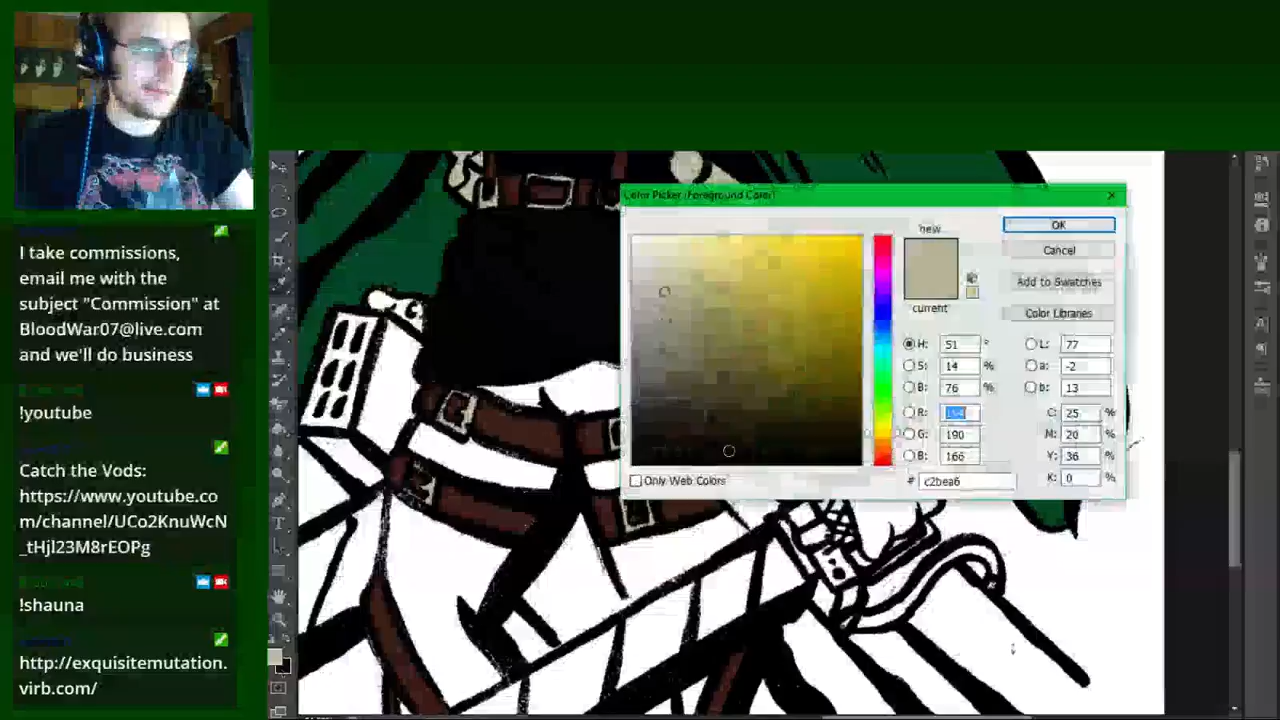 I take commissions,
email me with the
subject "Commission" at
BloodWar07@live.com
and we'll do business
!youtube
Catch the Vods:
https://www.youtube.co
m/channel/UCo2KnuWcN
_tHjl23M8rEOPg
!shauna
http://exquisitemutation.
virb.com/
Color Picker (Foreground Color)
new
current
OK
Cancel
Add to Swatches
Color Libraries
H: 51 °
S: 14 %
B: 76 %
R: 194
G: 190
B: 166
L: 77
a: -2
b: 13
C: 25 %
M: 20 %
Y: 36 %
K: 0 %
Only Web Colors
# c2bea6